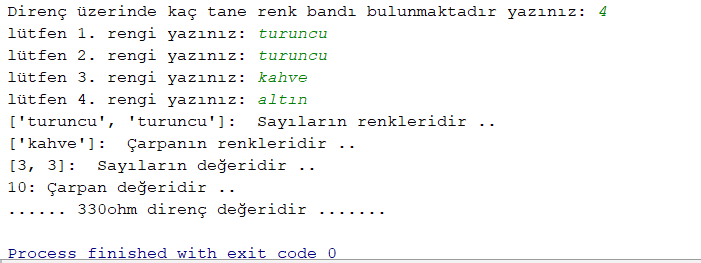 Direnç üzerinde kaç tane renk bandı bulunmaktadır yazınız: 4
lütfen 1. rengi yazınız: turuncu
lütfen 2. rengi yazınız: turuncu
lütfen 3. rengi yazınız: kahve
lütfen 4. rengi yazınız: altın
['turuncu', 'turuncu']:  Sayıların renkleridir ..
['kahve']:  Çarpanın renkleridir ..
[3, 3]:  Sayıların değeridir ..
10: Çarpan değeridir ..
...... 330ohm direnç değeridir .......
Process finished with exit code 0